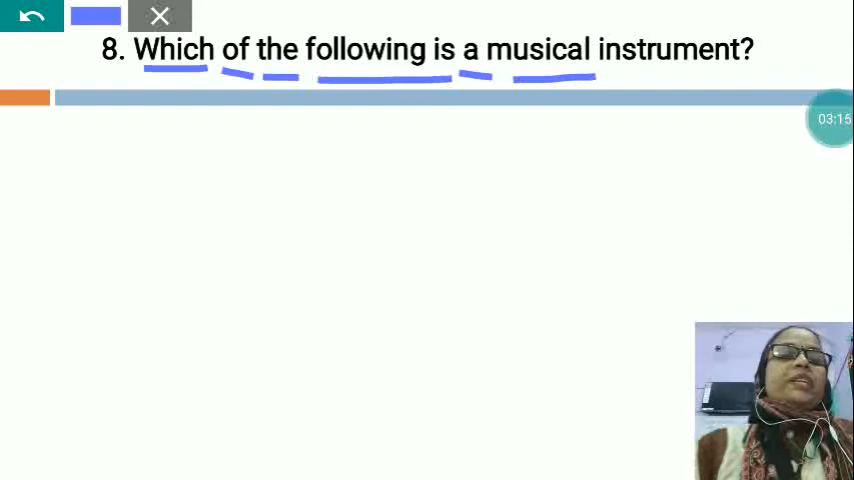 8. Which of the following is a musical instrument?
03:15